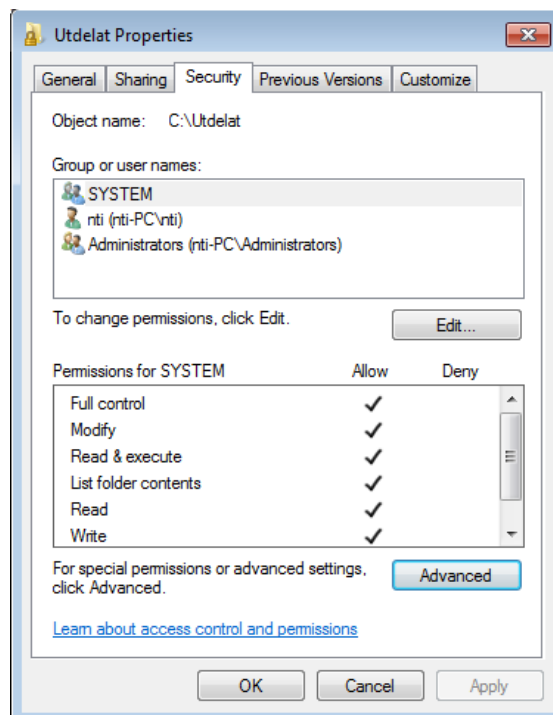 Utdelat Properties
General Sharing Security Previous Versions Customize
Object name: C:\Utdelat
Group or user names:
SYSTEM
nti (nti-PC\nti)
Administrators (nti-PC\Administrators)
To change permissions, click Edit.
Edit...
Permissions for SYSTEM Allow Deny
Full control
Modify
Read & execute
List folder contents
Read
Write
For special permissions or advanced settings,
click Advanced.
Advanced
Learn about access control and permissions
OK Cancel Apply